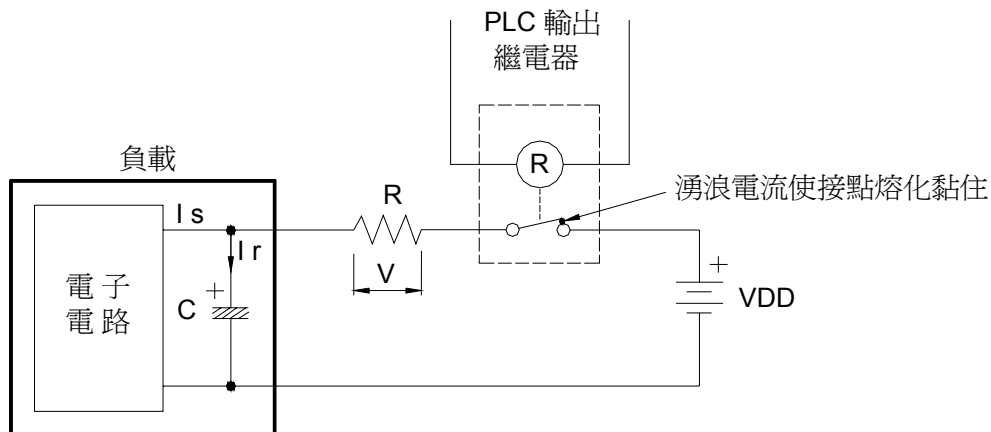 PLC 輸出
繼電器
負載
R
湧浪電流使接點熔化黏住
I s
R
I r
V
+
VDD
電 子
電 路
+
C